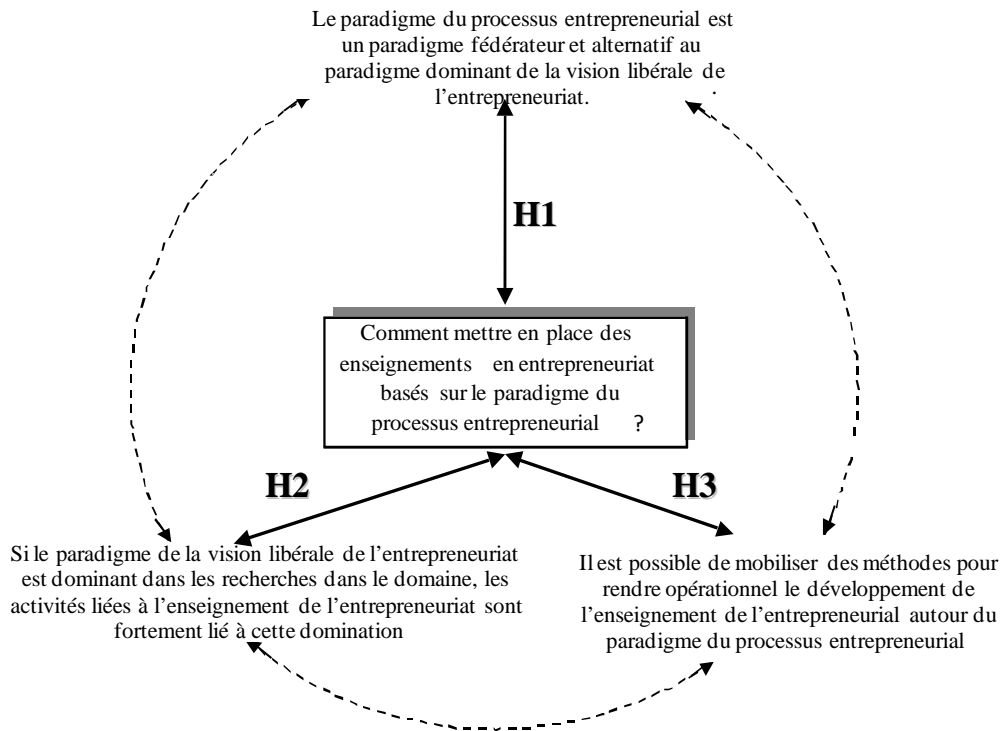 Le paradigme du processus entrepreneurial est
un paradigme fédérateur et alternatif au
paradigme dominant de la vision libérale de
l'entrepreneuriat.
H1
Comment mettre en place des
enseignements en entrepreneuriat
basés sur le paradigme du
processus entrepreneurial ?
H2
H3
Si le paradigme de la vision libérale de l'entrepreneuriat
est dominant dans les recherches dans le domaine, les
activités liées à l'enseignement de l'entrepreneuriat sont
fortement lié à cette domination
Il est possible de mobiliser des méthodes pour
rendre opérationnel le développement de
l'enseignement de l'entrepreneurial autour du
paradigme du processus entrepreneurial